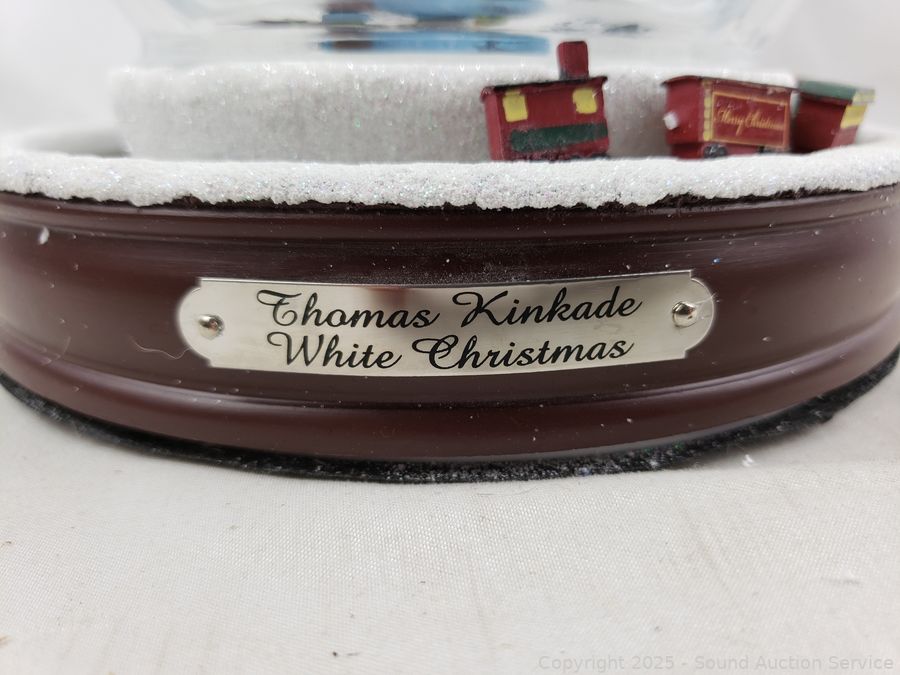 Merry Christmas
Thomas Kinkade
White Christmas
Copyright 2025 - Sound Auction Service